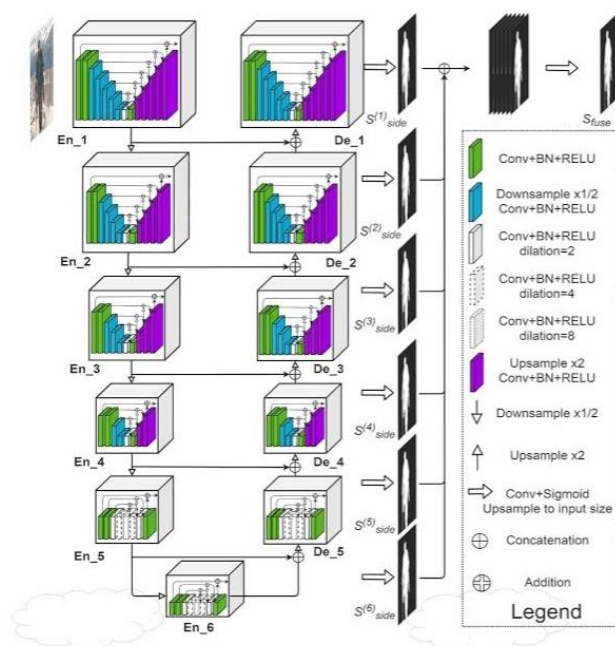 En_1
De_1
S(1)side
Sfuse
En_2
De_2
S(2)side
En_3
De_3
S(3)side
En_4
De_4
S(4)side
En_5
De_5
S(5)side
En_6
S(6)side
Conv+BN+RELU
Downsample x1/2
Conv+BN+RELU
Conv+BN+RELU
dilation=2
Conv+BN+RELU
dilation=4
Conv+BN+RELU
dilation=8
Upsample x2
Conv+BN+RELU
Downsample x1/2
Upsample x2
Conv+Sigmoid
Upsample to input size
Concatenation
Addition
Legend